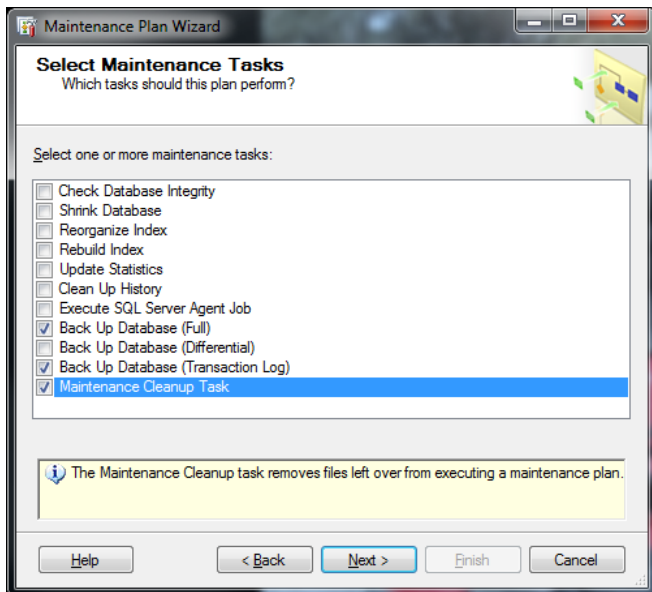 Maintenance Plan Wizard
Select Maintenance Tasks
Which tasks should this plan perform?
Select one or more maintenance tasks:
Check Database Integrity
Shrink Database
Reorganize Index
Rebuild Index
Update Statistics
Clean Up History
Execute SQL Server Agent Job
Back Up Database (Full)
Back Up Database (Differential)
Back Up Database (Transaction Log)
Maintenance Cleanup Task
The Maintenance Cleanup task removes files left over from executing a maintenance plan.
Help < Back Next > Finish Cancel